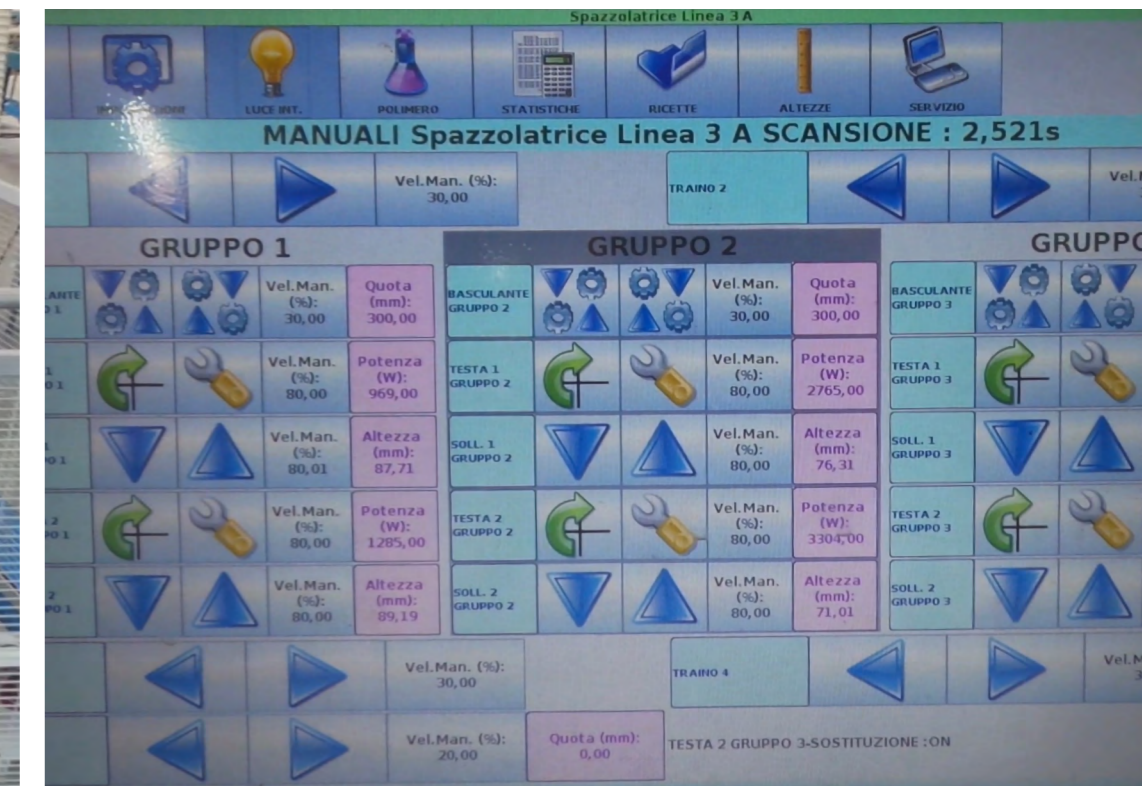 Spazzolatrice Linea 3 A
LUCE INT.
POLIMERO
STATISTICHE
RICETTE
ALTEZZE
SERVIZIO
MANUALI Spazzolatrice Linea 3 A SCANSIONE : 2,521s
Vel.Man. (%):
30,00
TRAINO 2
GRUPPO 1
GRUPPO 2
Vel.Man.
(%):
30,00
Quota
(mm):
300,00
BASCULANTE
GRUPPO 2
Vel.Man.
(%):
30,00
Quota
(mm):
300,00
BASCULANTE
GRUPPO 3
Vel.Man.
(%):
80,00
Potenza
(W):
969,00
TESTA 1
GRUPPO 2
Vel.Man.
(%):
80,00
Potenza
(W):
2765,00
TESTA 1
GRUPPO 3
Vel.Man.
(%):
80,01
Altezza
(mm):
87,71
SOLL. 1
GRUPPO 2
Vel.Man.
(%):
80,00
Altezza
(mm):
76,31
SOLL. 1
GRUPPO 3
Vel.Man.
(%):
80,00
Potenza
(W):
1285,00
TESTA 2
GRUPPO 2
Vel.Man.
(%):
80,00
Potenza
(W):
3304,00
TESTA 2
GRUPPO 3
Vel.Man.
(%):
80,00
Altezza
(mm):
89,19
SOLL. 2
GRUPPO 2
Vel.Man.
(%):
80,00
Altezza
(mm):
71,01
SOLL. 2
GRUPPO 3
Vel.Man. (%):
30,00
TRAINO 4
Vel.Man. (%):
20,00
Quota (mm):
0,00
TESTA 2 GRUPPO 3-SOSTITUZIONE :ON